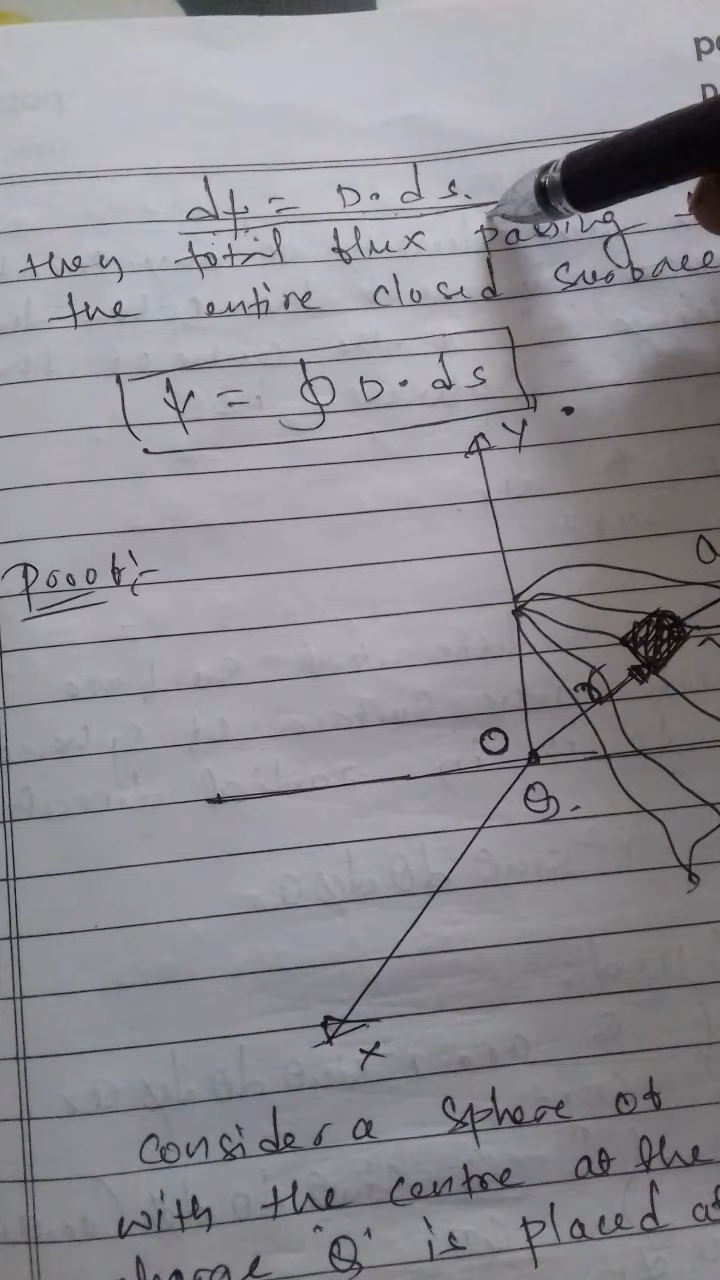 dψ = D. ds.
then total flux passing
the entire closed surface
ψ = ∮ D. ds
Y
Proof:-
a
r
O
Q.
X
consider a sphere of
with the centre at the
charge 'Q' is placed at